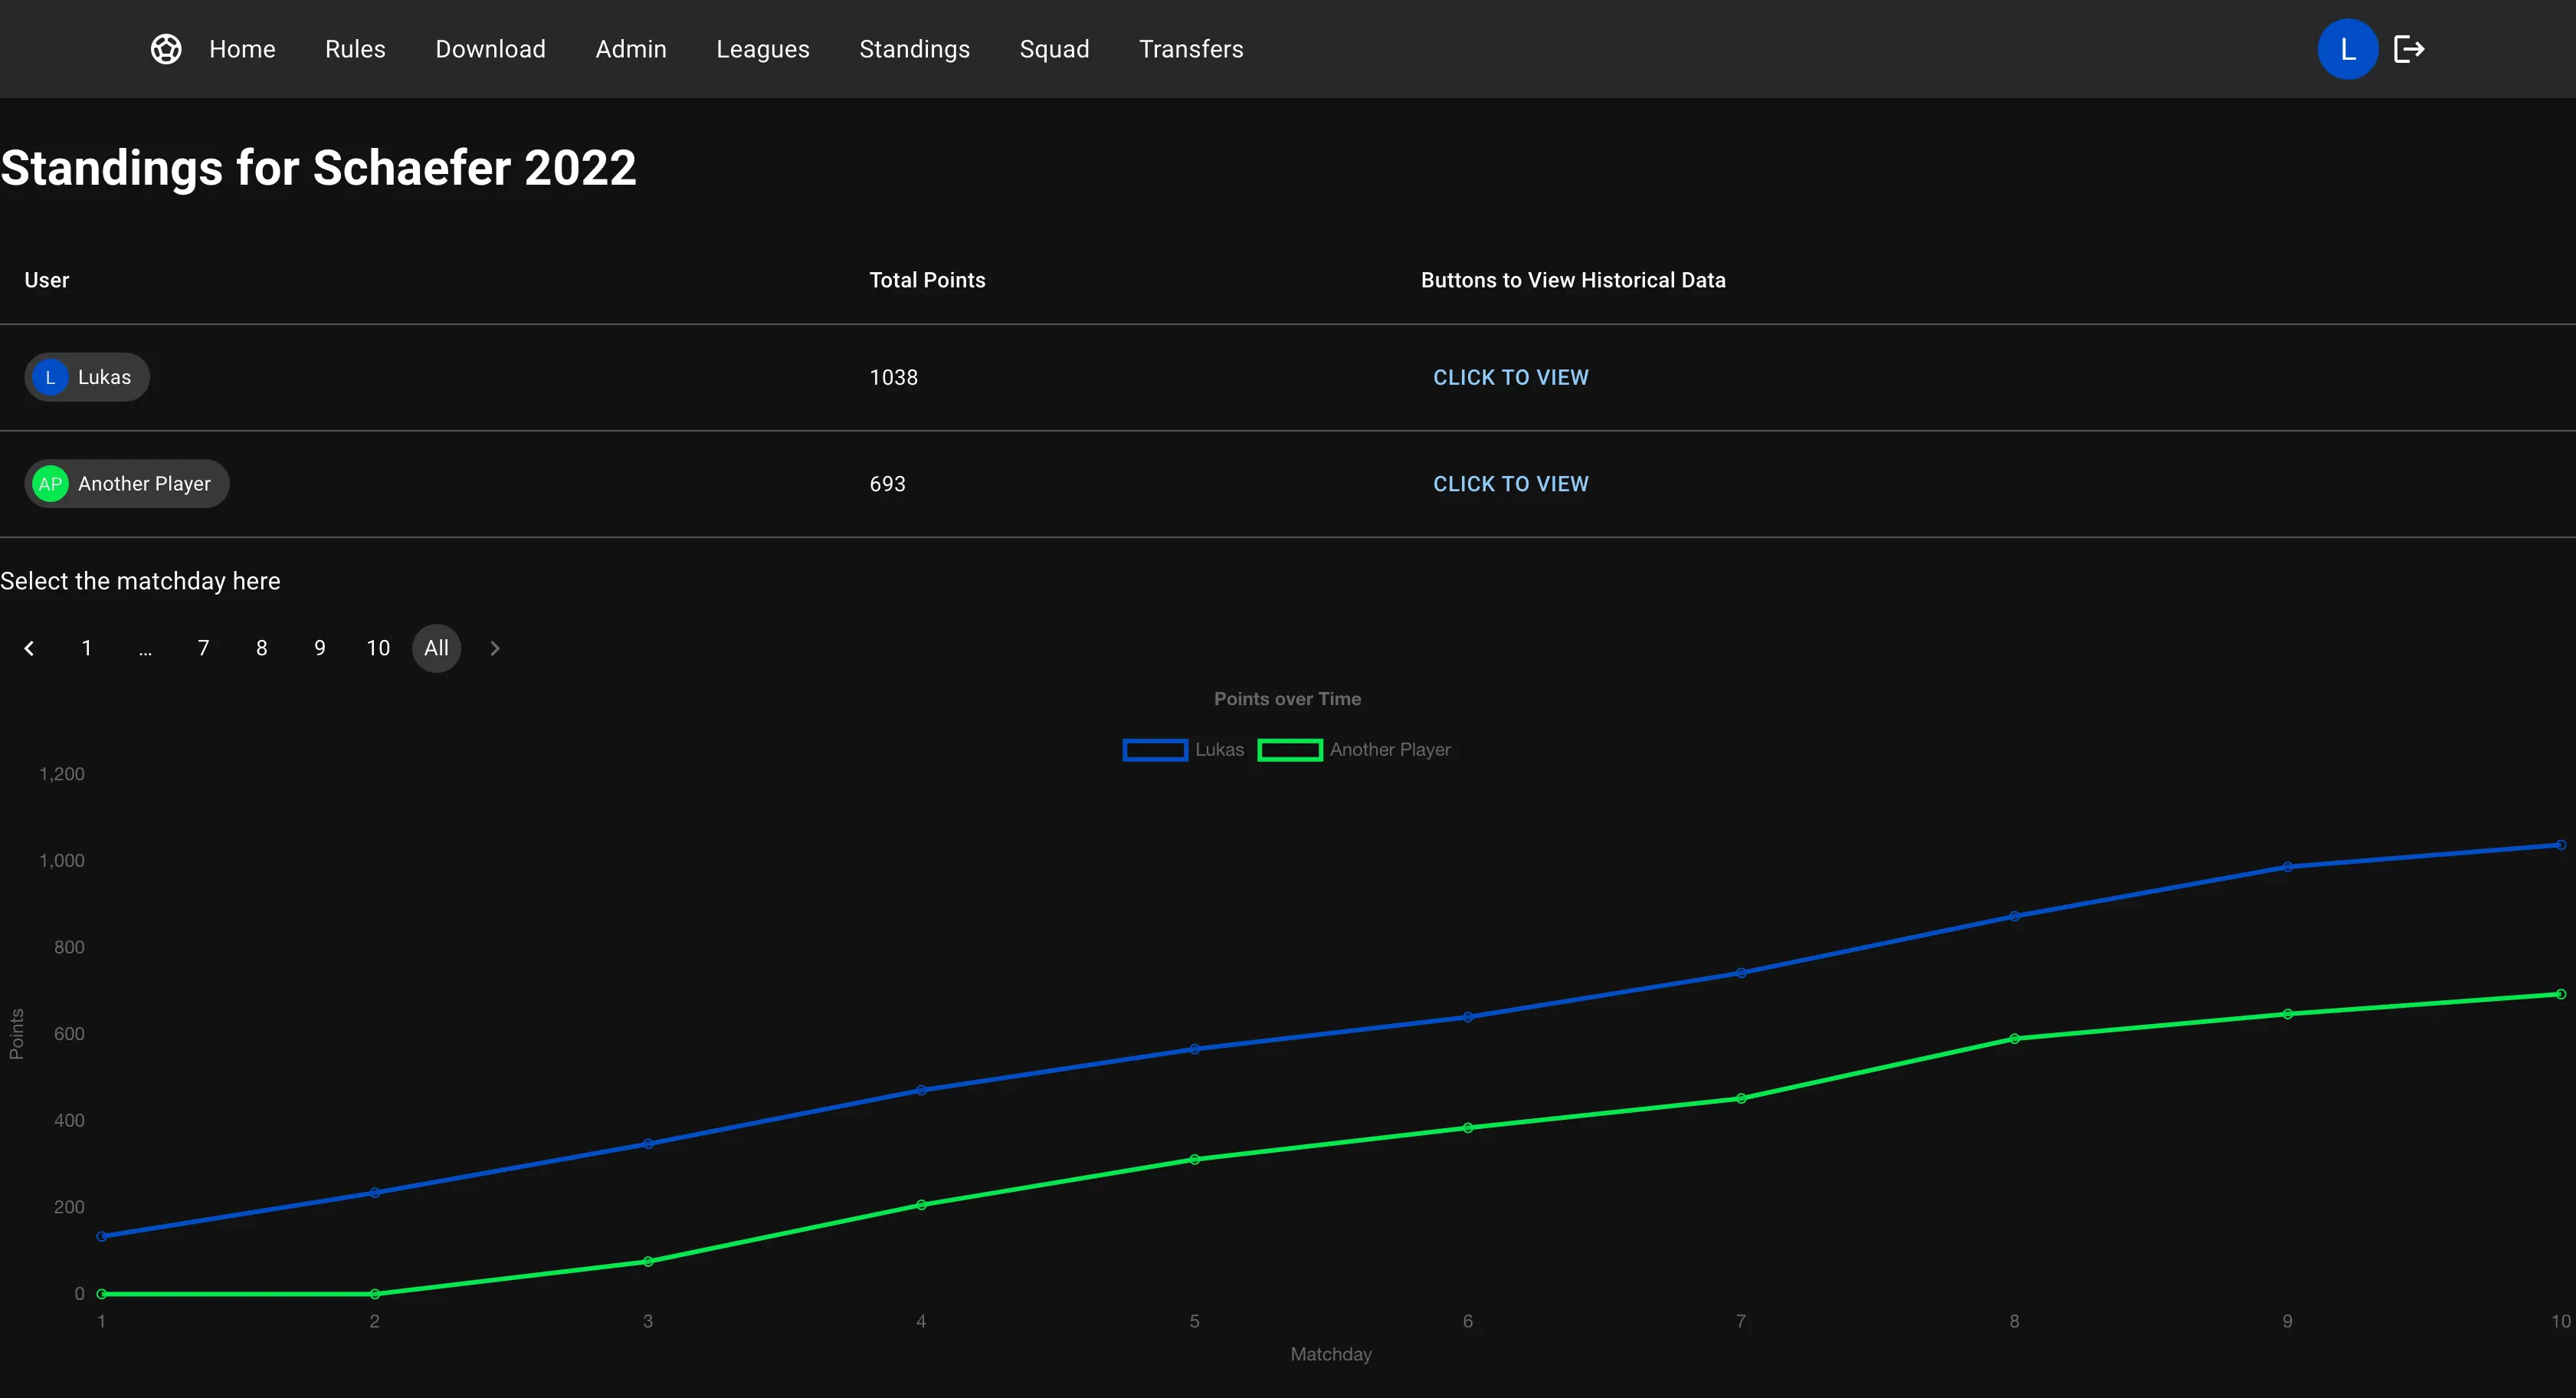 Home Rules Download Admin Leagues Standings Squad Transfers L
Standings for Schaefer 2022
User Total Points Buttons to View Historical Data
L Lukas 1038 CLICK TO VIEW
AP Another Player 693 CLICK TO VIEW
Select the matchday here
1 ... 7 8 9 10 All
Points over Time
Lukas Another Player
1,200
1,000
800
600
400
200
0
Points
1 2 3 4 5 6 7 8 9 10
Matchday